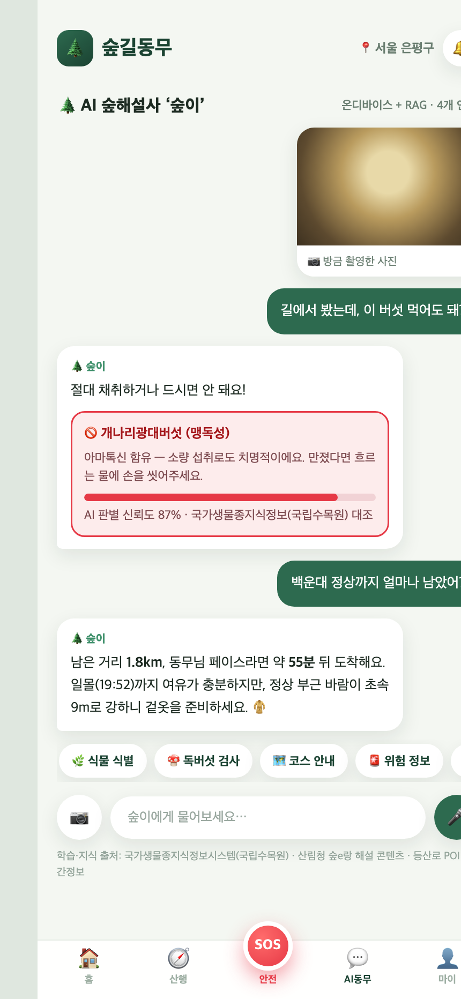 숲길동무
서울 은평구
AI 숲해설사 ‘숲이’
온디바이스 + RAG · 4개
방금 촬영한 사진
길에서 봤는데, 이 버섯 먹어도 돼?
숲이
절대 채취하거나 드시면 안 돼요!
개나리광대버섯 (맹독성)
아마톡신 함유 — 소량 섭취로도 치명적이에요. 만졌다면 흐르
는 물에 손을 씻어주세요.
AI 판별 신뢰도 87% · 국가생물종지식정보(국립수목원) 대조
백운대 정상까지 얼마나 남았어?
숲이
남은 거리 1.8km, 동무님 페이스라면 약 55분 뒤 도착해요.
일몰(19:52)까지 여유가 충분하지만, 정상 부근 바람이 초속
9m로 강하니 겉옷을 준비하세요.
식물 식별
독버섯 검사
코스 안내
위험 정보
숲이에게 물어보세요…
학습·지식 출처: 국가생물종지식정보시스템(국립수목원) · 산림청 숲e랑 해설 콘텐츠 · 등산로 POI
간정보
SOS
홈
산행
안전
AI동무
마이